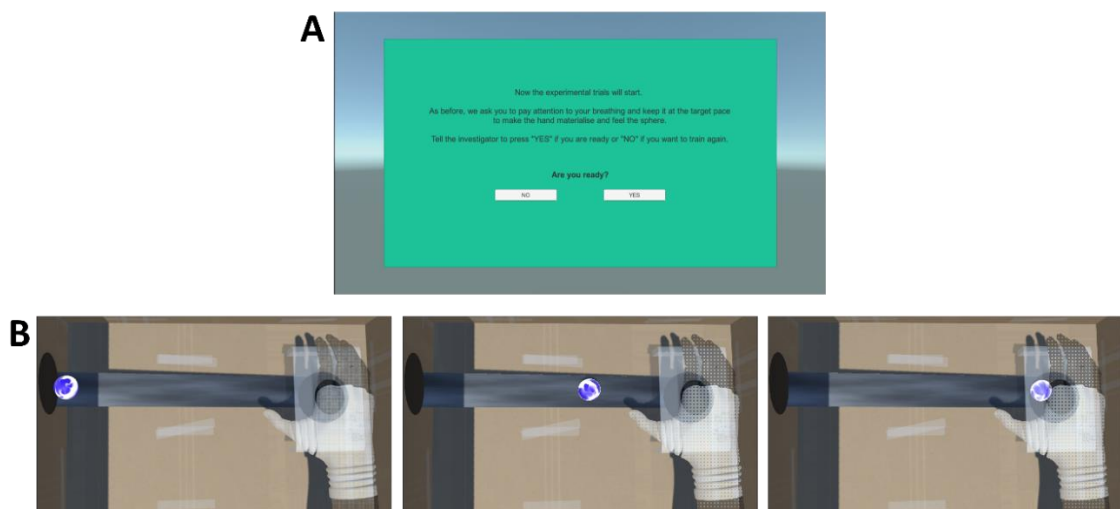 A
Now the experimental trials will start.
As before, we ask you to pay attention to your breathing and keep it at the target pace
to make the hand materialise and feel the sphere.
Tell the investigator to press "YES" if you are ready or "NO" if you want to train again.
Are you ready?
NO YES
B